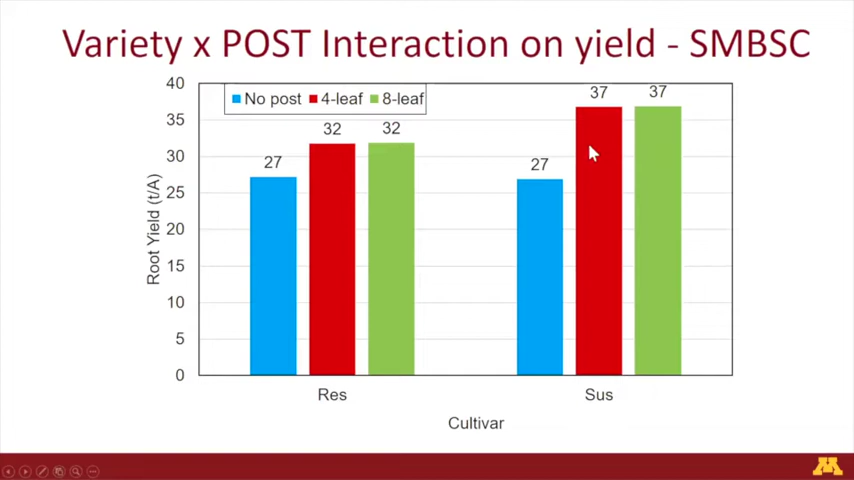 Variety x POST Interaction on yield - SMBSC
40
35
30
25
20
15
10
5
0
Root Yield (t/A)
No post 4-leaf 8-leaf
27
32
32
27
37
37
Res
Sus
Cultivar
M